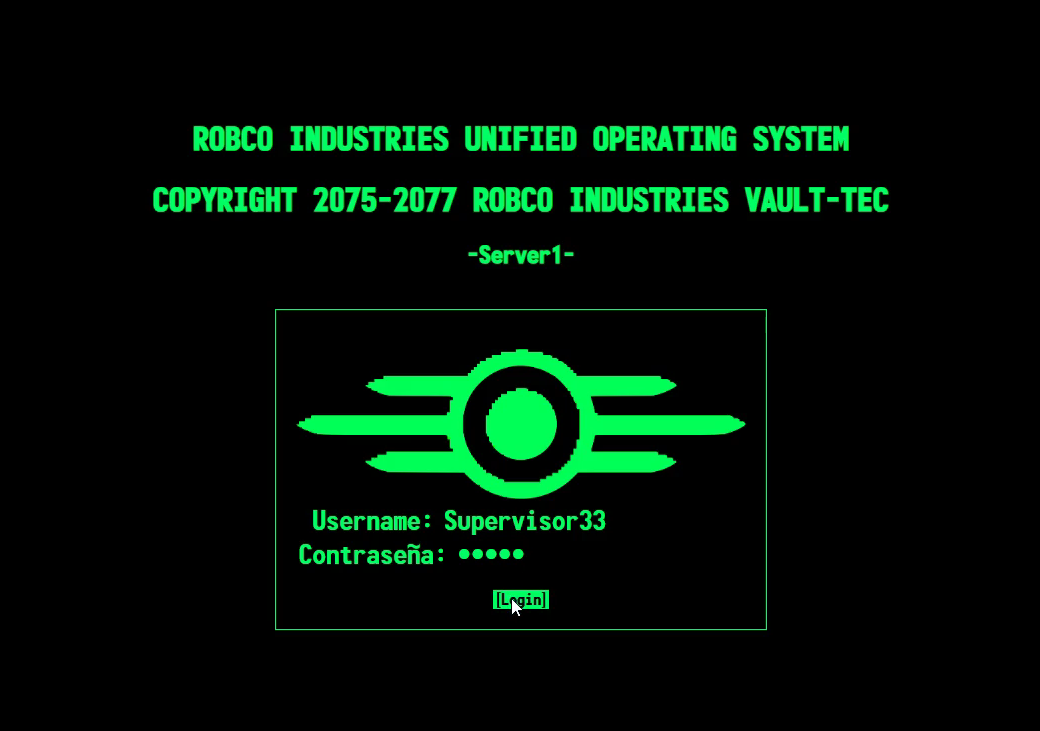 ROBCO INDUSTRIES UNIFIED OPERATING SYSTEM
COPYRIGHT 2075-2077 ROBCO INDUSTRIES VAULT-TEC
-Server1-
Username: Supervisor33
Contraseña: ●●●●●
[Login]